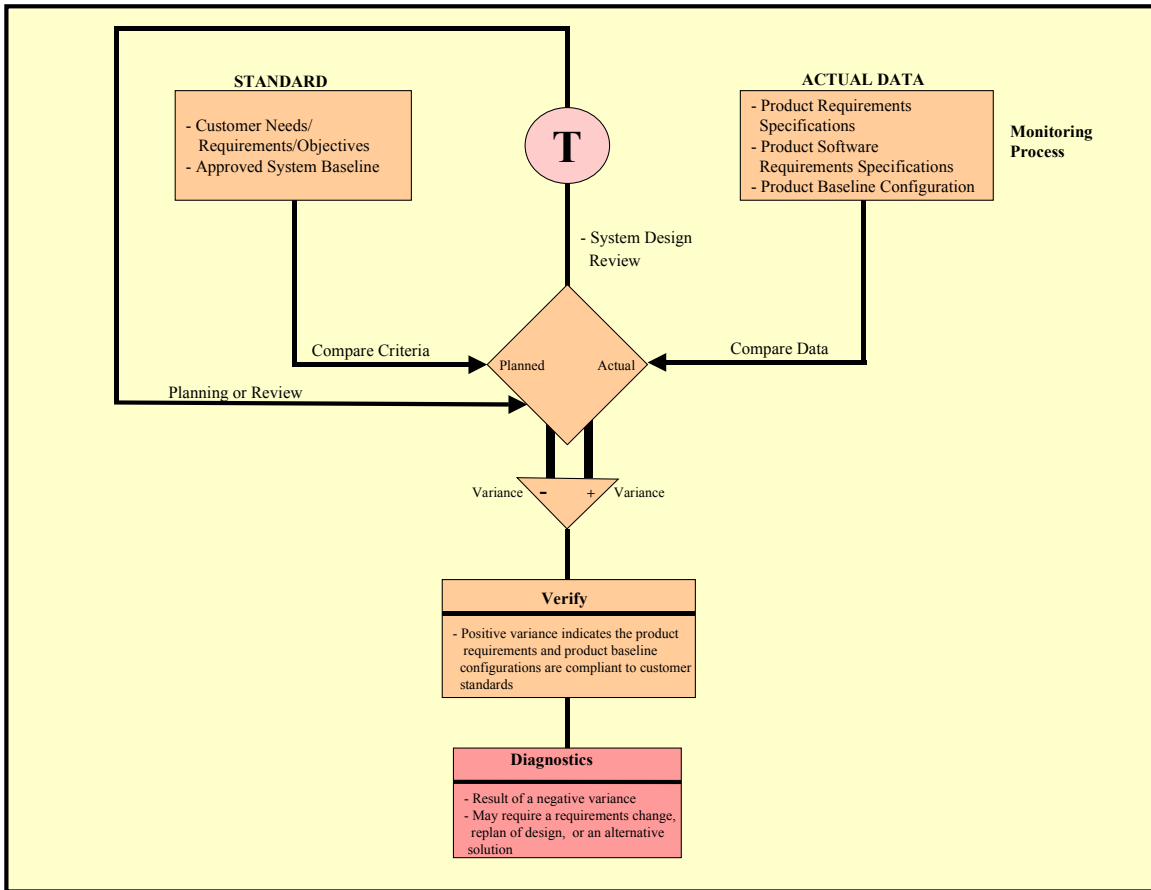 STANDARD
- Customer Needs/
Requirements/Objectives
- Approved System Baseline
T
ACTUAL DATA
- Product Requirements
Specifications
- Product Software
Requirements Specifications
- Product Baseline Configuration
Monitoring
Process
- System Design
Review
Compare Criteria
Planned
Actual
Compare Data
Planning or Review
Variance
-
+
Variance
Verify
- Positive variance indicates the product
requirements and product baseline
configurations are compliant to customer
standards
Diagnostics
- Result of a negative variance
- May require a requirements change,
replan of design, or an alternative
solution